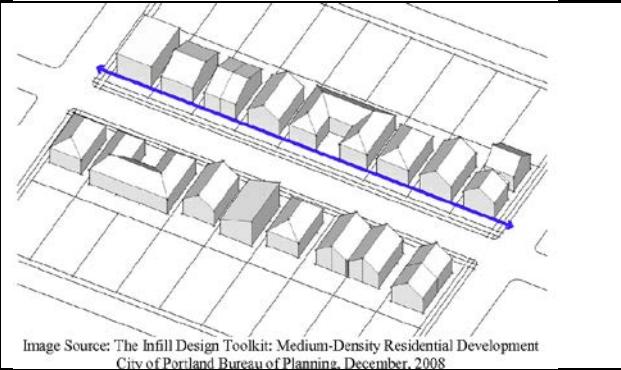 Image Source: The Infill Design Toolkit: Medium-Density Residential Development
City of Portland Bureau of Planning, December, 2008